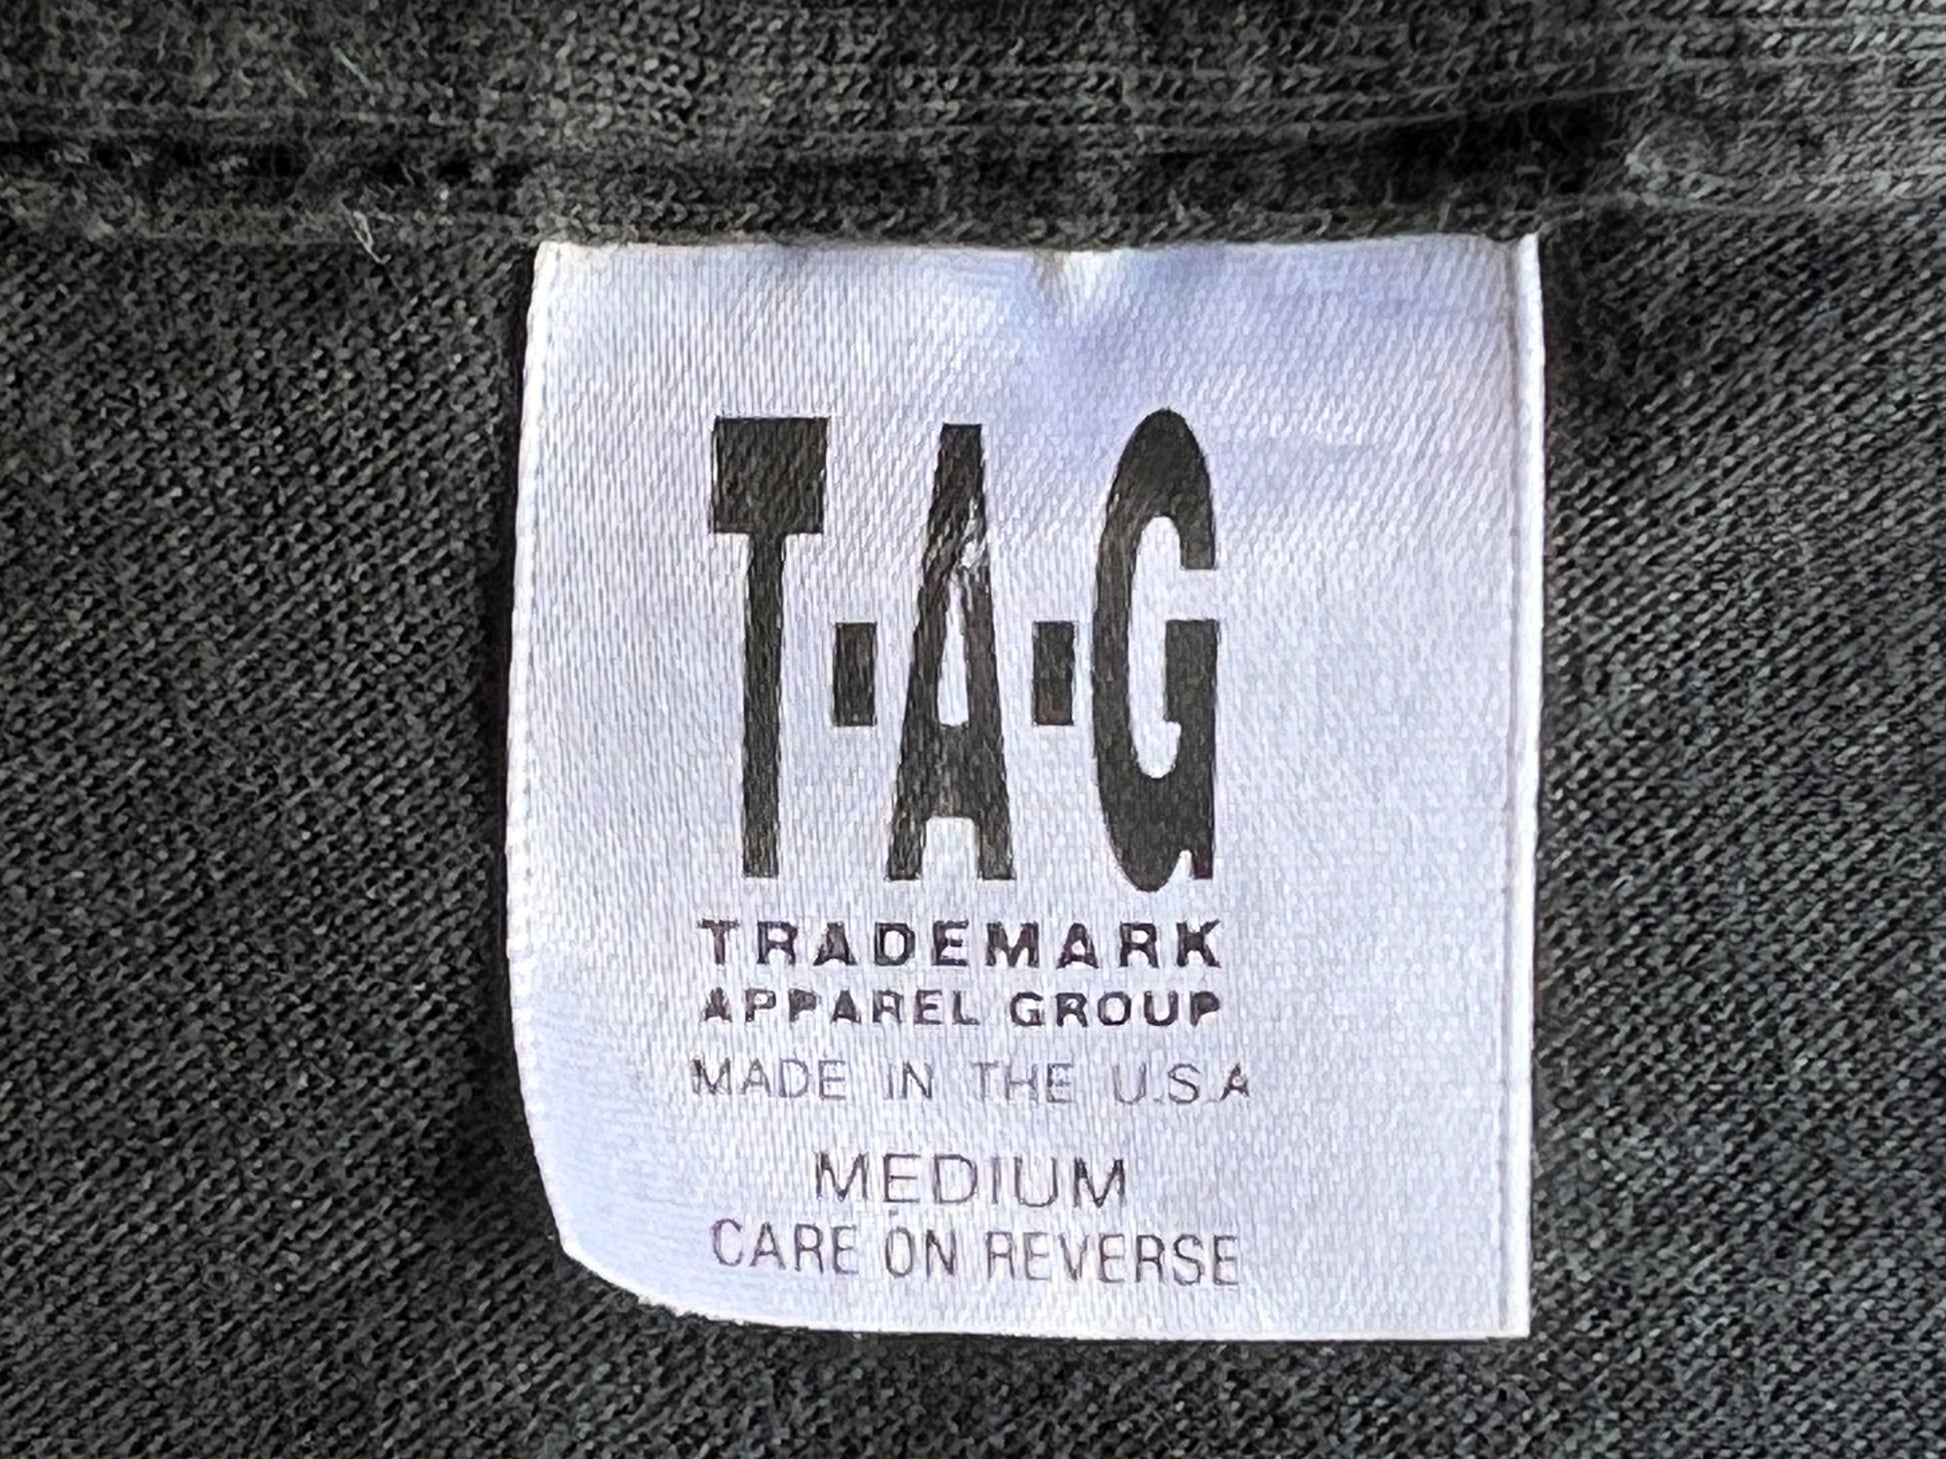 T-A-G
TRADEMARK
APPAREL GROUP
MADE IN THE U.S.A
MEDIUM
CARE ON REVERSE